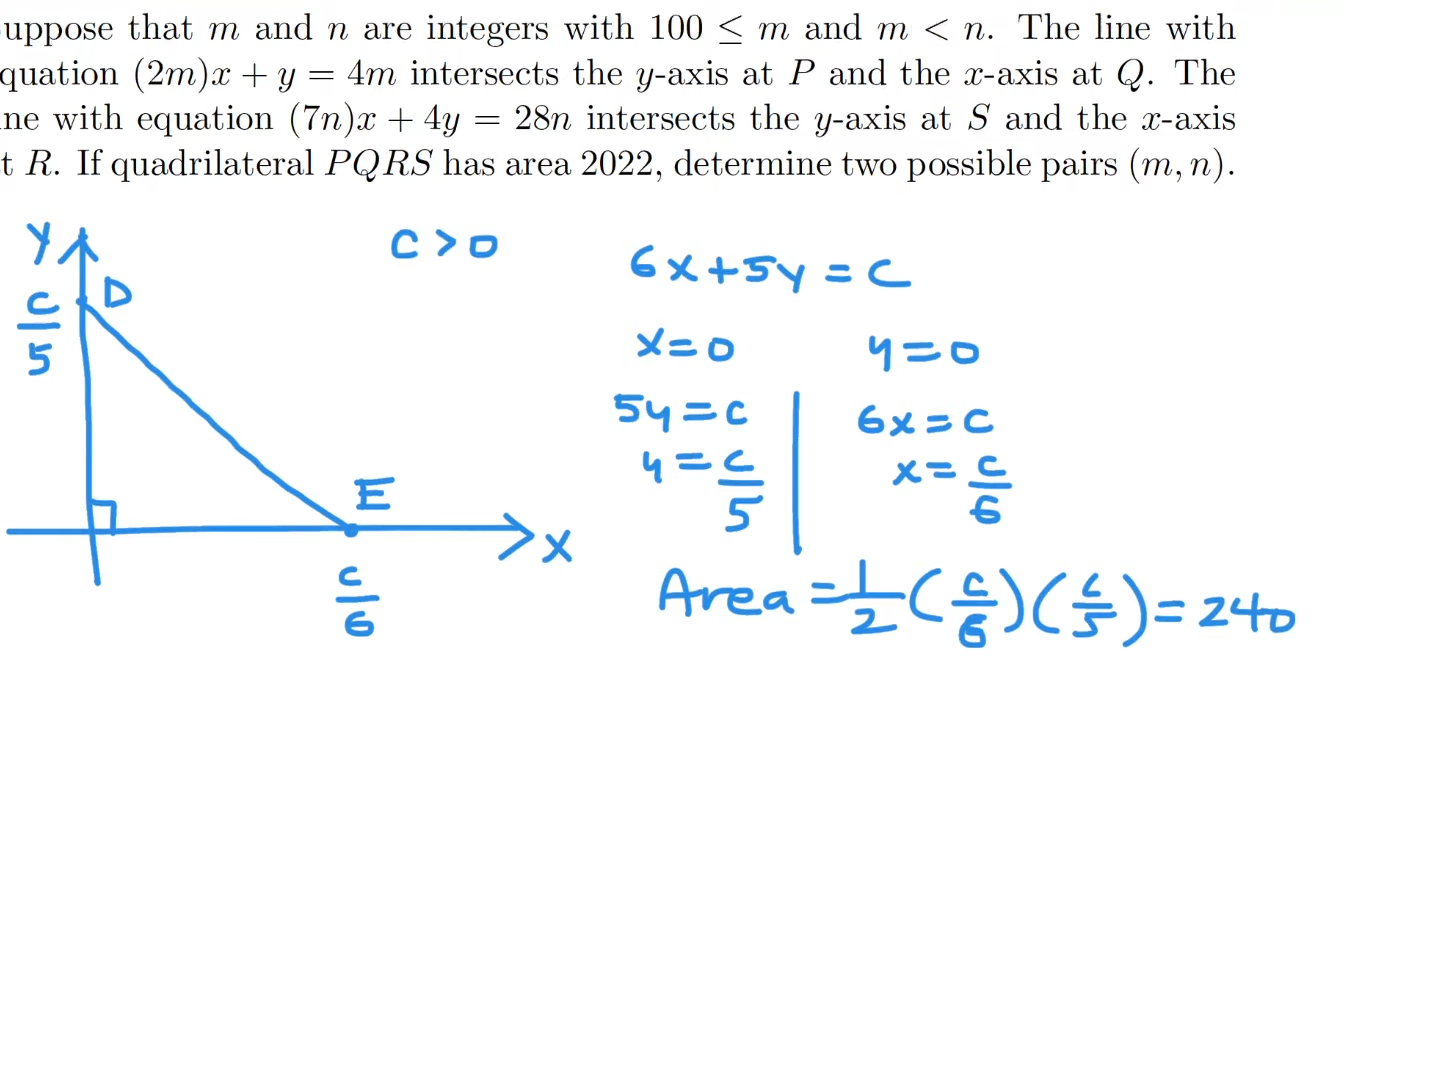 uppose that m and n are integers with 100 ≤ m and m < n. The line with
quation (2m)x + y = 4m intersects the y-axis at P and the x-axis at Q. The
ne with equation (7n)x + 4y = 28n intersects the y-axis at S and the x-axis
t R. If quadrilateral PQRS has area 2022, determine two possible pairs (m, n).
y
c > 0
6x + 5y = c
D
c/5
x = 0 y = 0
5y = c 6x = c
y = c/5 x = c/6
E
x
c/6
Area = 1/2 (c/6)(c/5) = 240